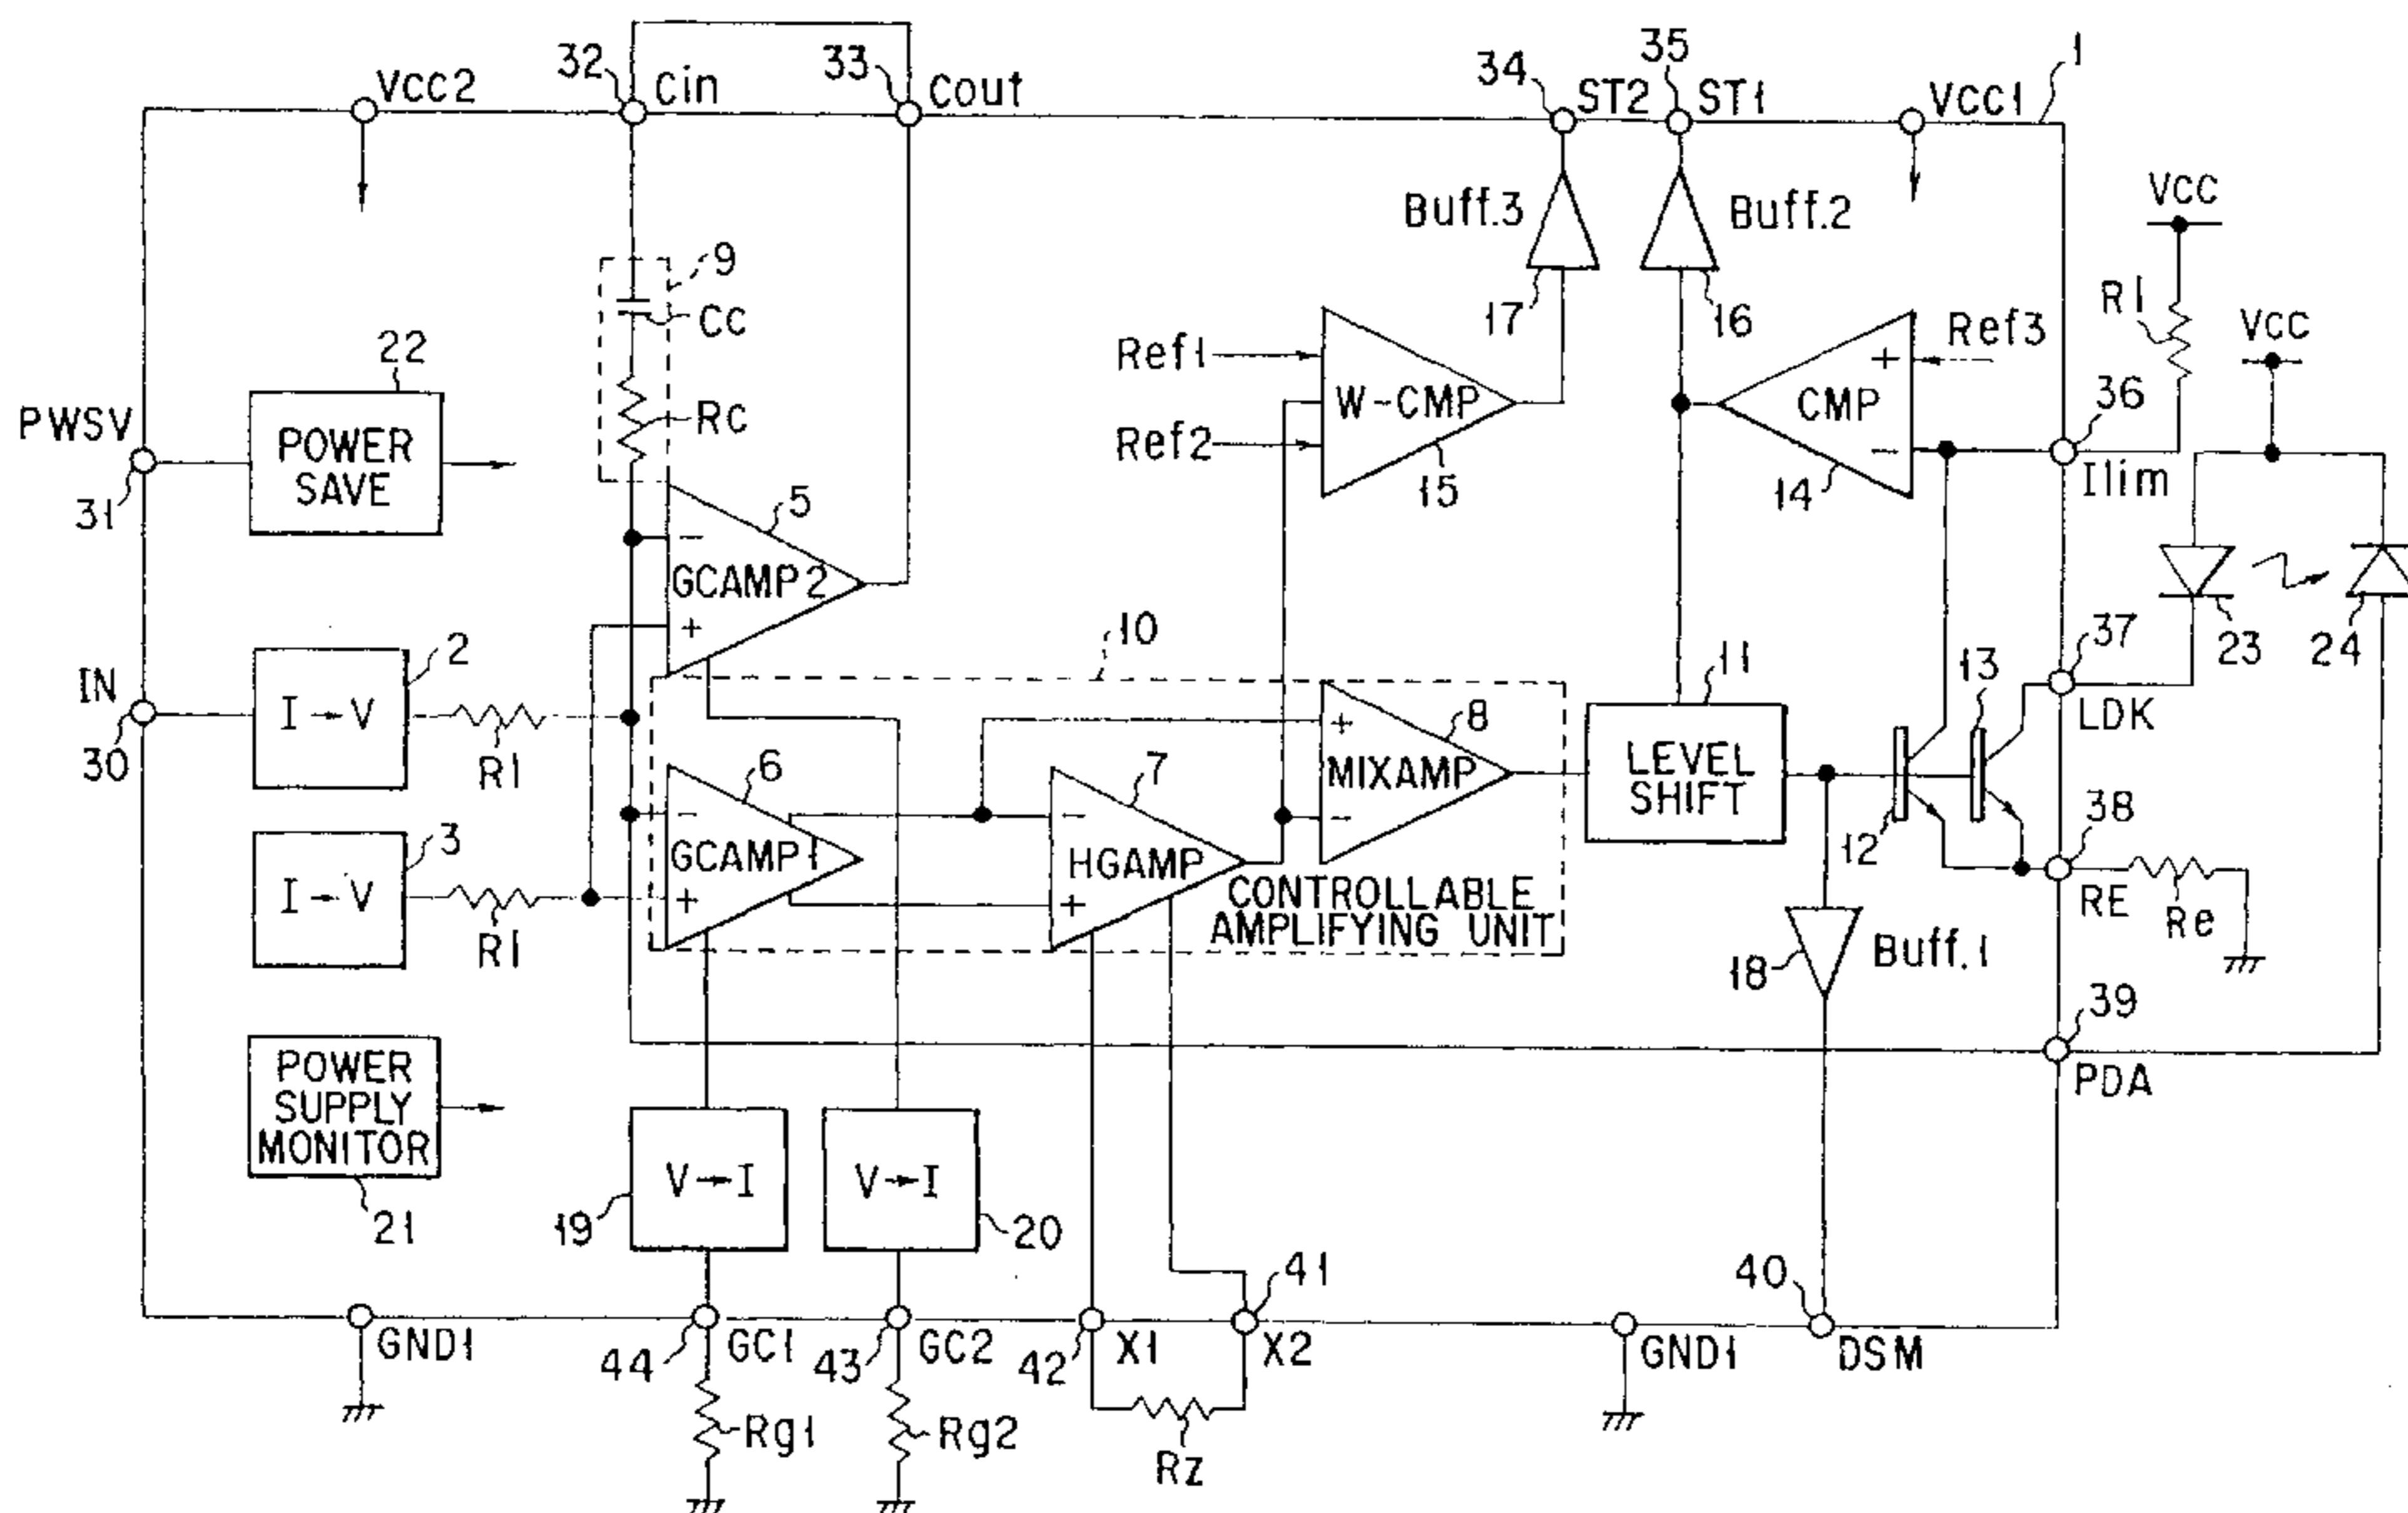 32
33
34
35
1
VCC2
Cin
Cout
ST2
ST1
VCC1
Buff.3
Buff.2
VCC
9
Cc
17
16
R1
VCC
22
Ref1
Ref3
W-CMP
+
CMP
36
PWSV
POWER
SAVE
Rc
Ref2
15
14
−
Ilim
31
5
−
GCAMP2
+
10
23
24
IN
2
11
13
37
30
I→V
R1
6
7
8
+
MIXAMP
−
LEVEL
SHIFT
LDK
3
−
GCAMP1
+
−
HGAMP
+
12
38
I→V
R1
CONTROLLABLE
AMPLIFYING UNIT
RE
Re
18
Buff.1
39
POWER
SUPPLY
MONITOR
PDA
21
V→I
V→I
19
20
40
41
GND1
44
GC1
43
GC2
42
X1
X2
GND1
DSM
Rg1
Rg2
Rz